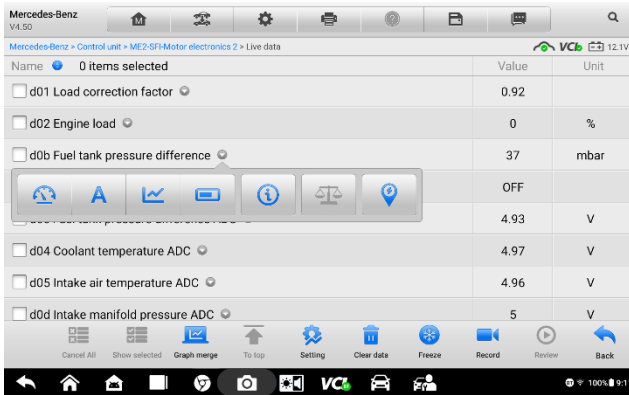 Mercedes-Benz
V4.50
Mercedes-Benz > Control unit > ME2-SFI-Motor electronics 2 > Live data
VCI 12.1V
Name 0 items selected Value Unit
d01 Load correction factor 0.92
d02 Engine load 0 %
d0b Fuel tank pressure difference 37 mbar
A
OFF
4.93 V
d04 Coolant temperature ADC 4.97 V
d05 Intake air temperature ADC 4.96 V
d0d Intake manifold pressure ADC 5 V
Cancel All Show selected Graph merge To top Setting Clear data Freeze Record Review Back
VCI 100% 9:1